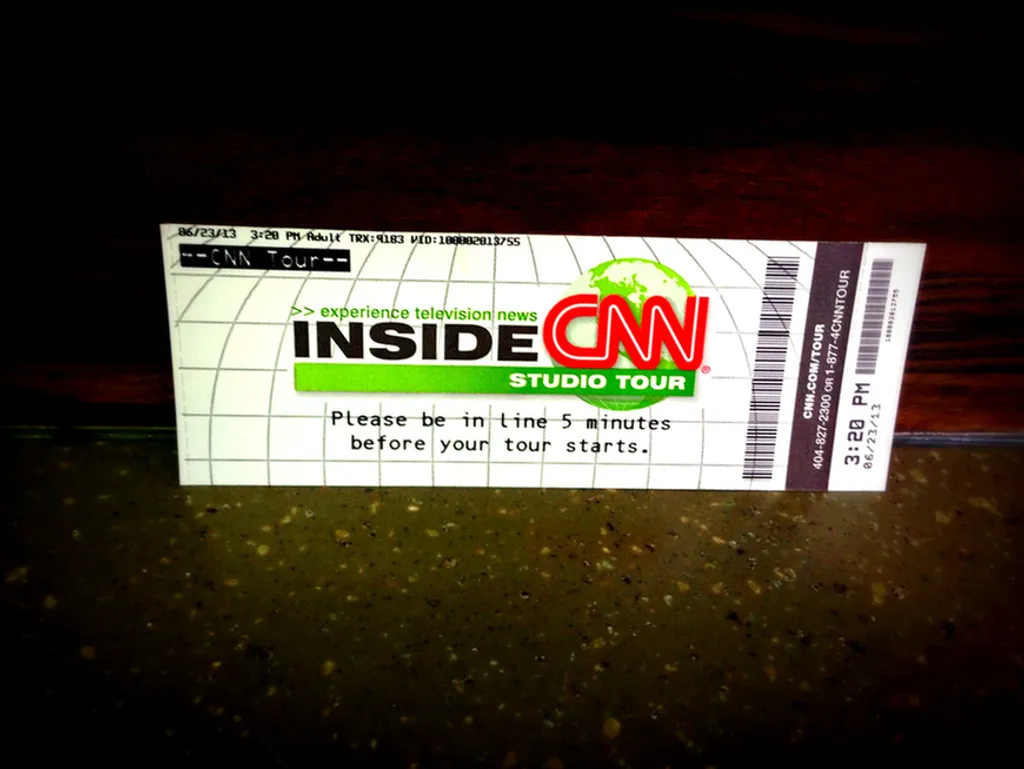 06/23/13 3:20 PM Adult TRX:9183 VID:100002013755
--CNN Tour--
>> experience television news
INSIDE CNN®
STUDIO TOUR
Please be in line 5 minutes
before your tour starts.
CNN.COM/TOUR
404-827-2300 OR 1-877-4CNNTOUR
3:20 PM
06/23/13